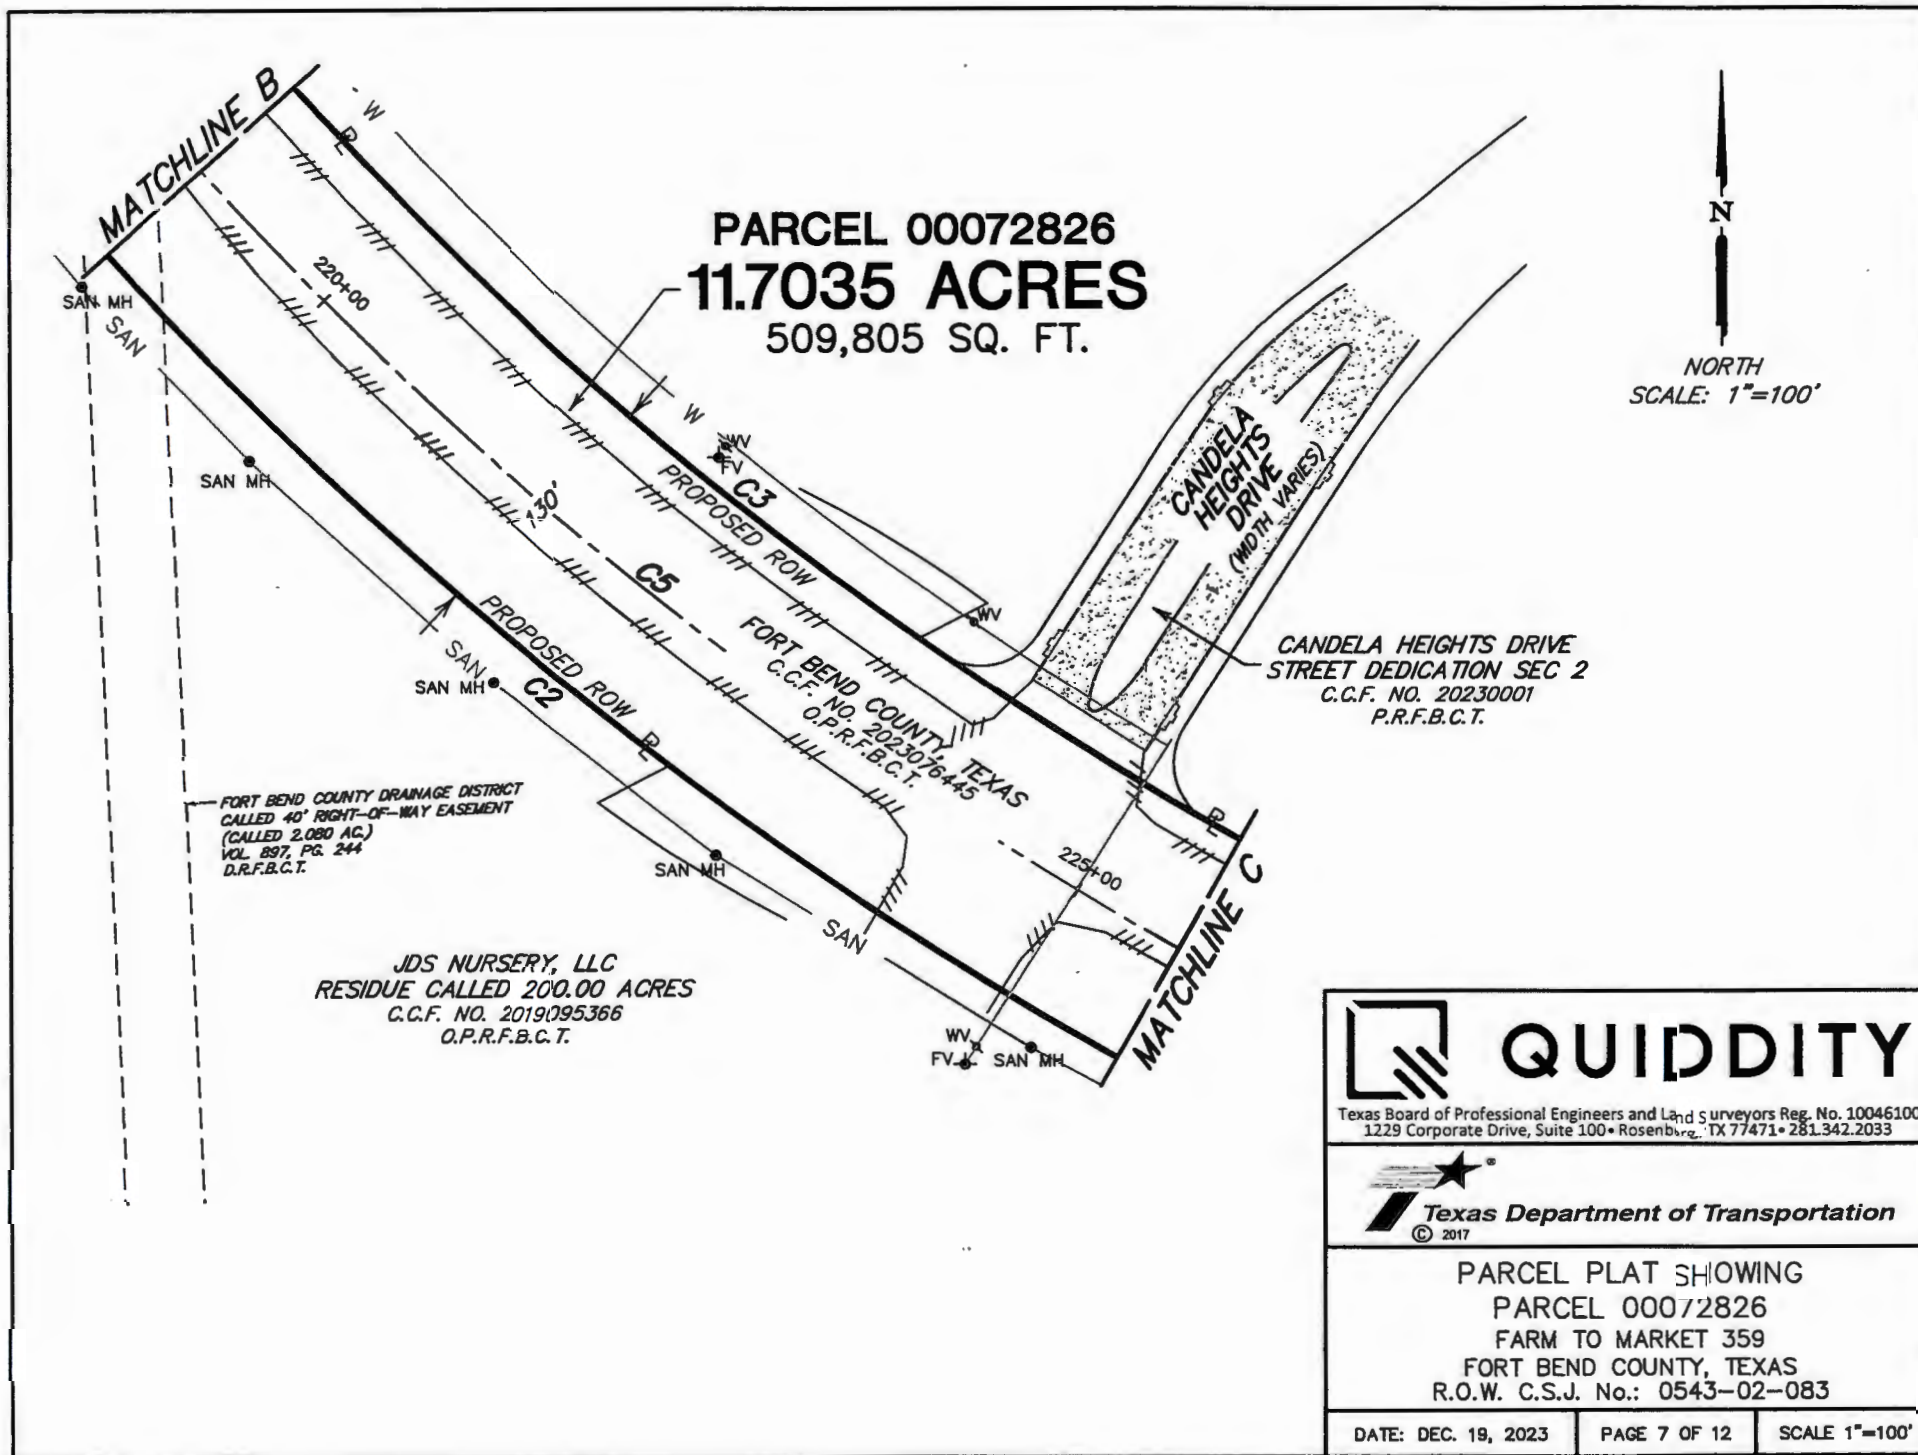 MATCHLINE B
W
PL
PARCEL 00072826
11.7035 ACRES
509,805 SQ. FT.
N
NORTH
SCALE: 1"=100'
220+00
SAN MH
SAN
SAN MH
W
WV
FV
C3
PROPOSED ROW
130'
C5
CANDELA
HEIGHTS
DRIVE
(WIDTH VARIES)
WV
FORT BEND COUNTY, TEXAS
C.C.F. NO. 2023076445
O.P.R.F.B.C.T.
PROPOSED ROW
SAN
SAN MH
C2
PL
CANDELA HEIGHTS DRIVE
STREET DEDICATION SEC 2
C.C.F. NO. 20230001
P.R.F.B.C.T.
FORT BEND COUNTY DRAINAGE DISTRICT
CALLED 40' RIGHT-OF-WAY EASEMENT
(CALLED 2.080 AC.)
VOL. 897, PG. 244
D.R.F.B.C.T.
PL
225+00
SAN MH
SAN
MATCHLINE C
JDS NURSERY, LLC
RESIDUE CALLED 200.00 ACRES
C.C.F. NO. 2019095366
O.P.R.F.B.C.T.
WV
FV
SAN MH
QUIDDITY
Texas Board of Professional Engineers and Land Surveyors Reg. No. 10046100
1229 Corporate Drive, Suite 100 • Rosenberg, TX 77471 • 281.342.2033
®
Texas Department of Transportation
© 2017
PARCEL PLAT SHOWING
PARCEL 00072826
FARM TO MARKET 359
FORT BEND COUNTY, TEXAS
R.O.W. C.S.J. No.: 0543-02-083
DATE: DEC. 19, 2023
PAGE 7 OF 12
SCALE 1"=100'